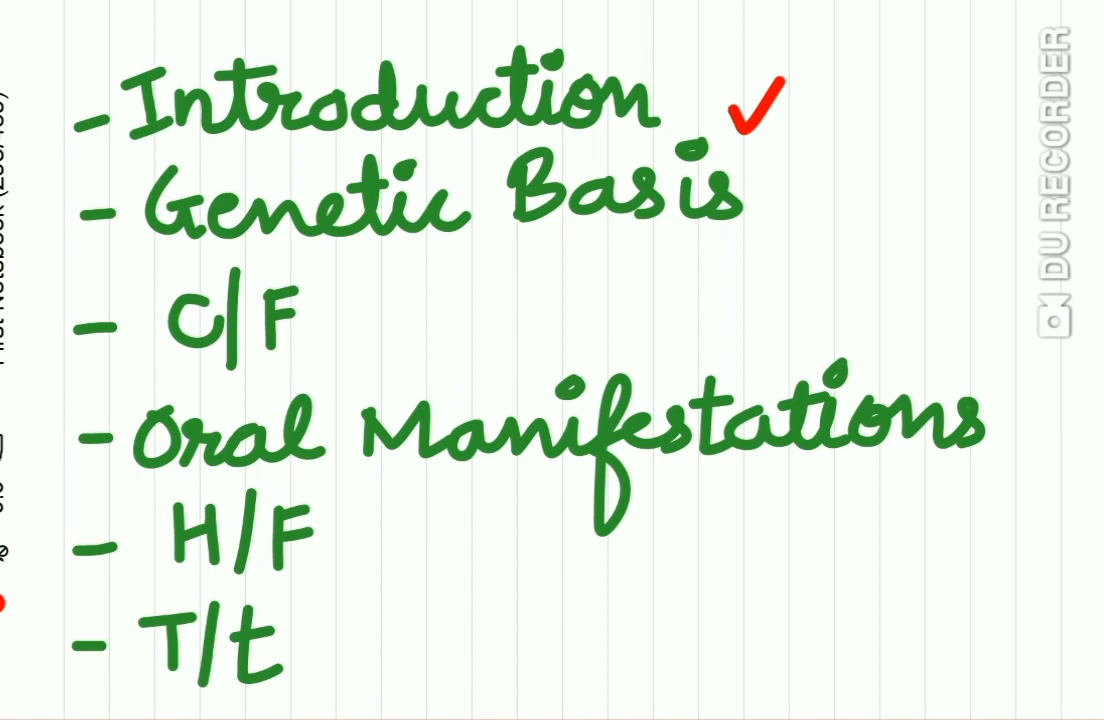 - Introduction ✓
- Genetic Basis
- C/F
- Oral Manifestations
- H/F
- T/t
DU RECORDER